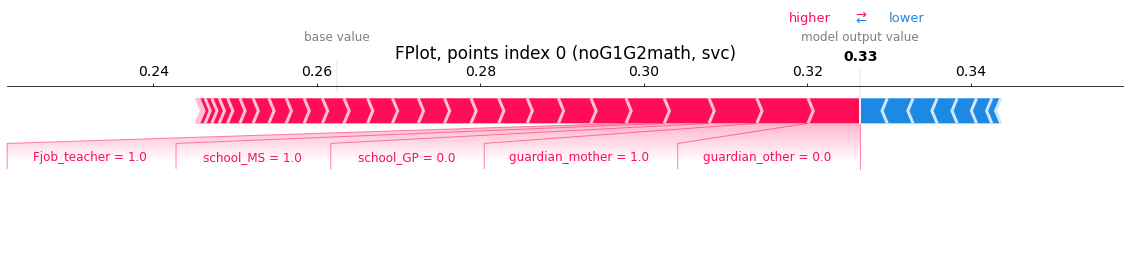 higher ⇄ lower
base value model output value
FPlot, points index 0 (noG1G2math, svc) 0.33
0.24 0.26 0.28 0.30 0.32 0.34
Fjob_teacher = 1.0 school_MS = 1.0 school_GP = 0.0 guardian_mother = 1.0 guardian_other = 0.0